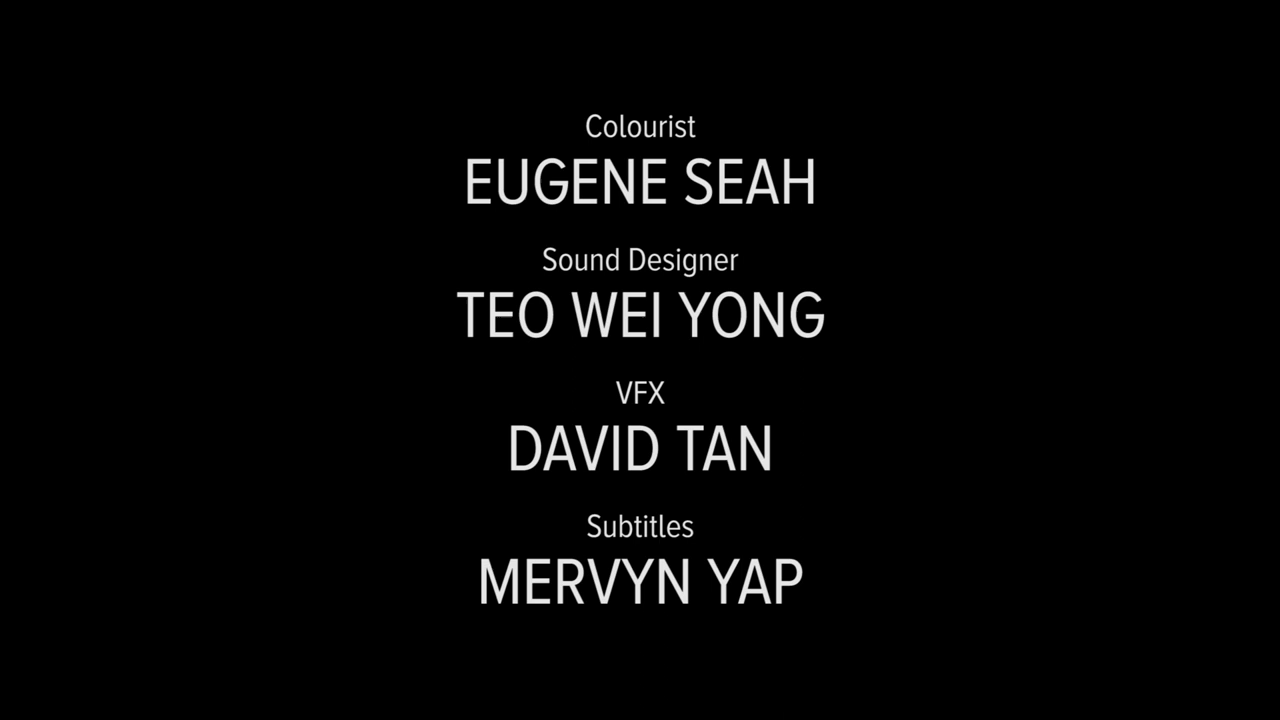 Colourist
EUGENE SEAH
Sound Designer
TEO WEI YONG
VFX
DAVID TAN
Subtitles
MERVYN YAP